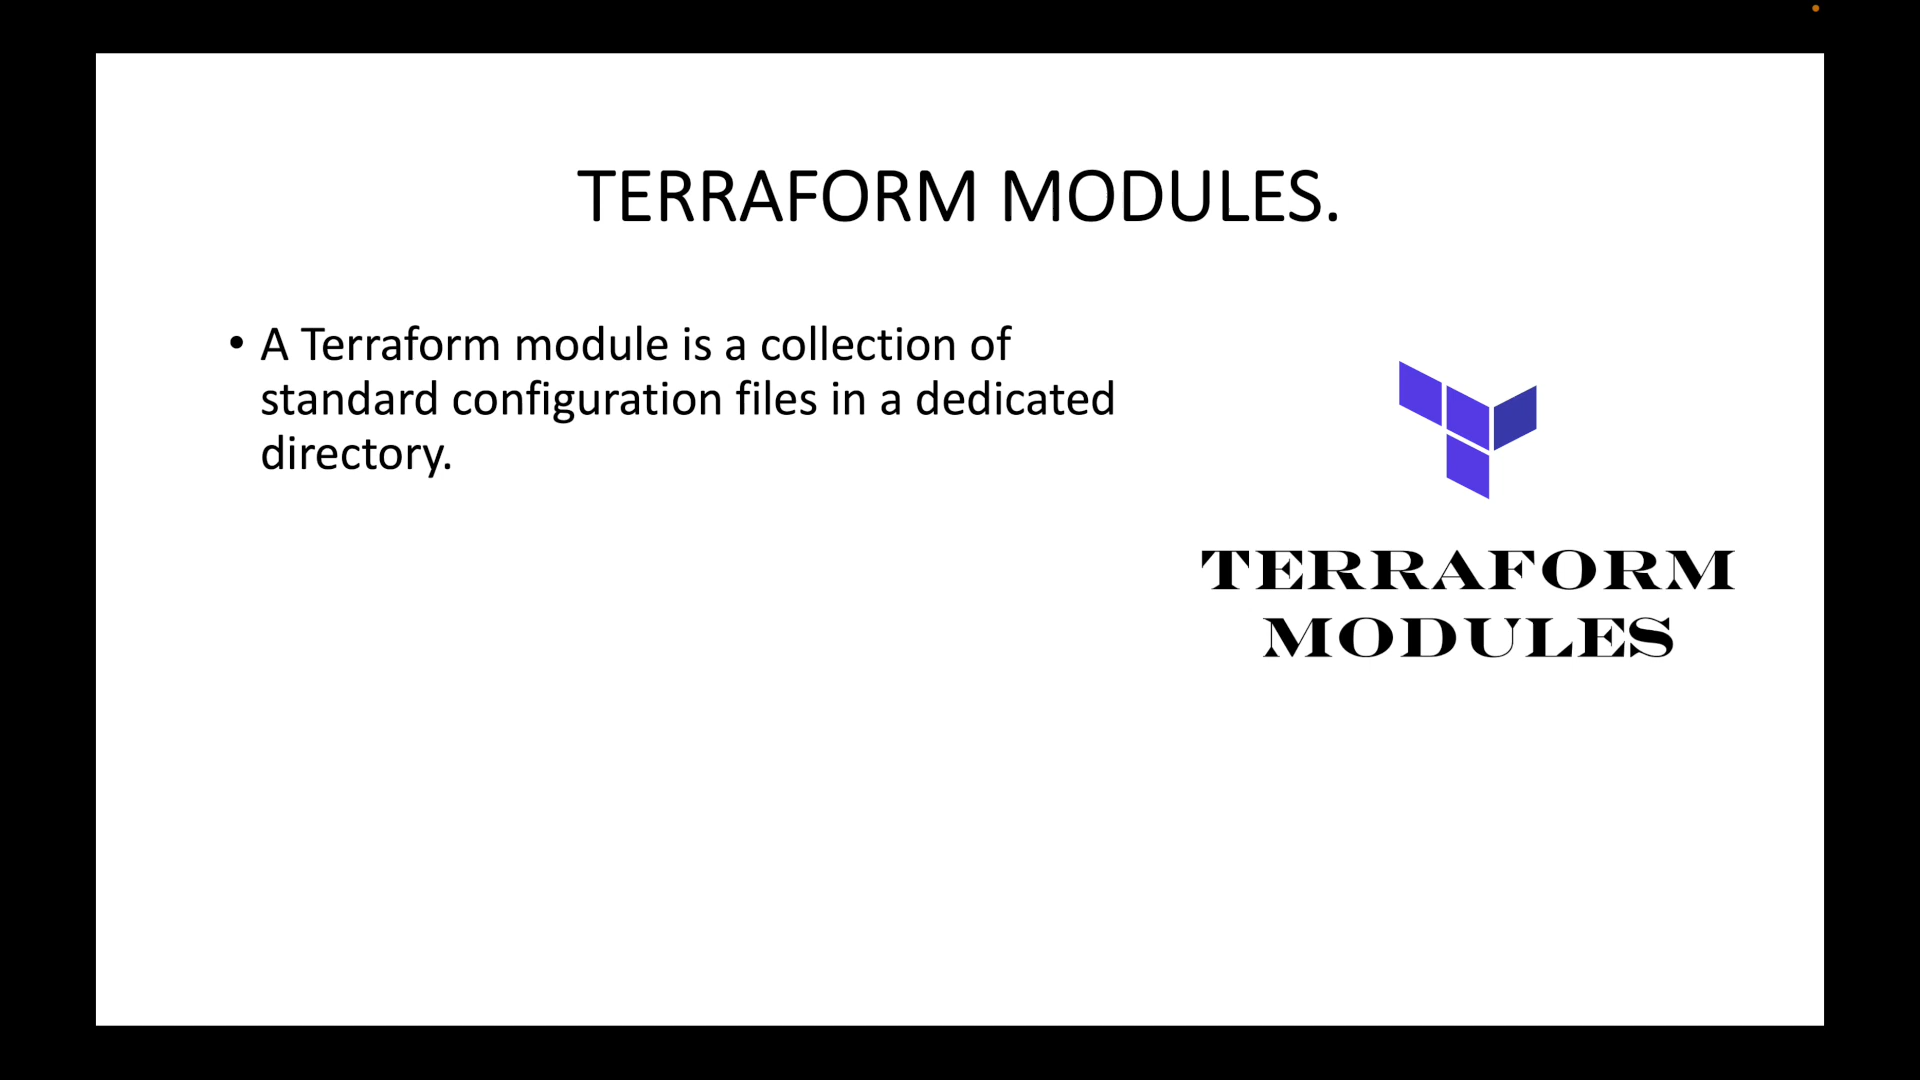 TERRAFORM MODULES.
• A Terraform module is a collection of
standard configuration files in a dedicated
directory.
TERRAFORM
MODULES